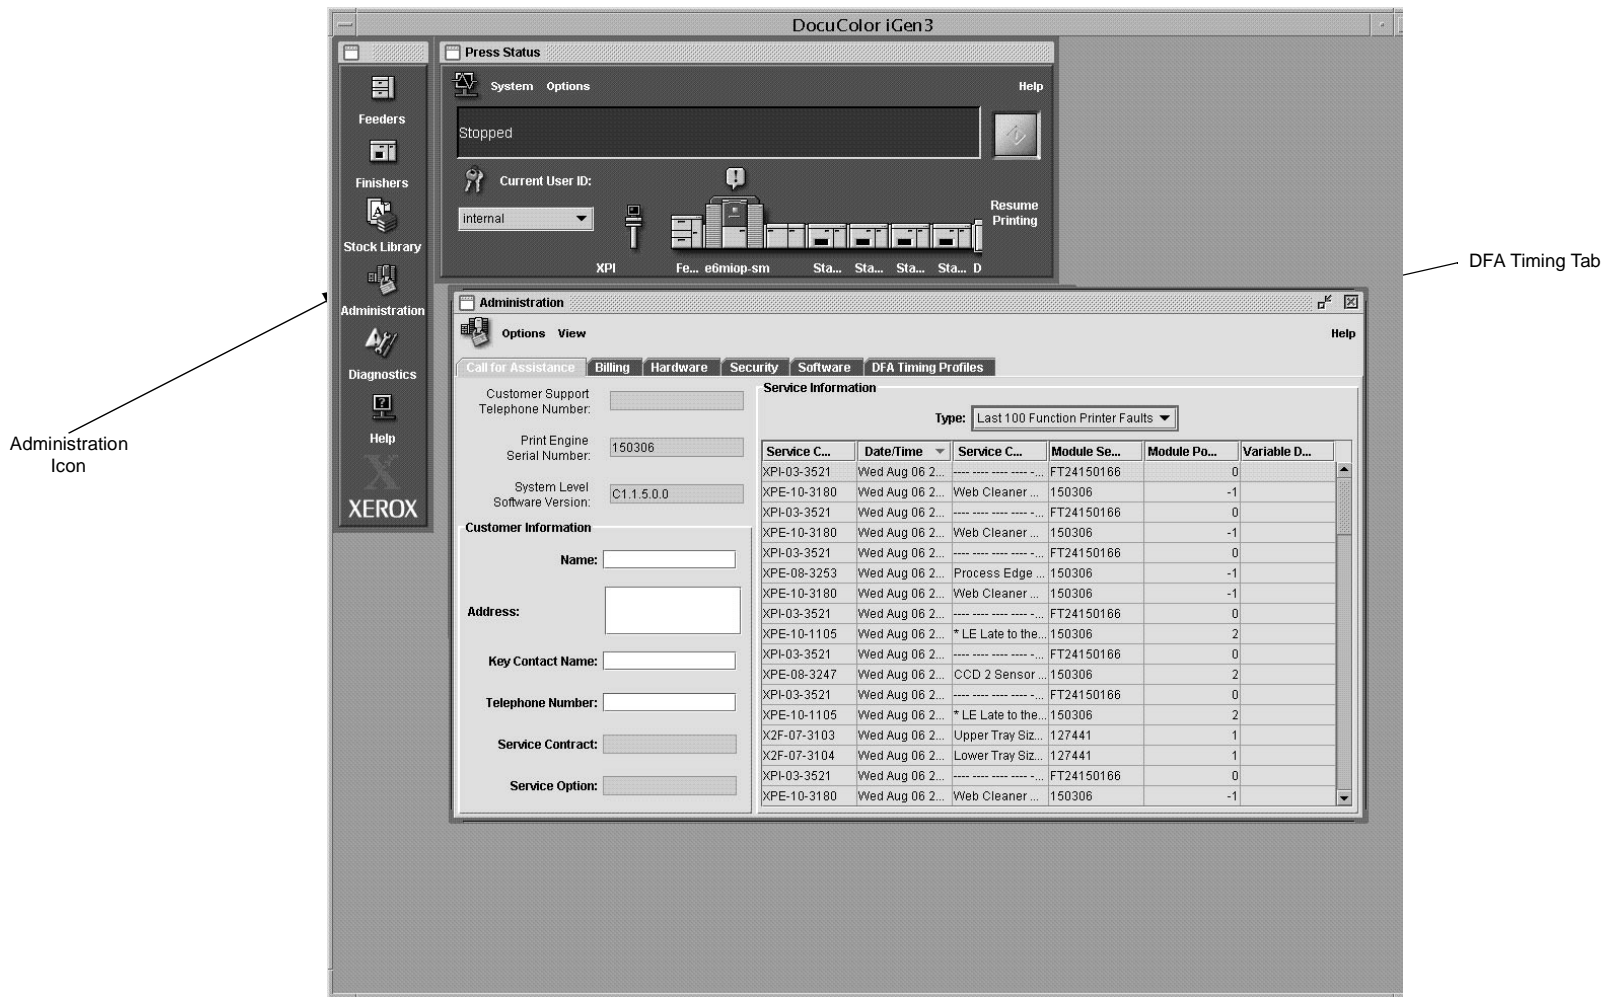 DocuColor iGen3
Press Status
System Options Help
Stopped
Current User ID:
internal
Resume
Printing
XPI Fe... e6miop-sm Sta... Sta... Sta... Sta... D
Feeders
Finishers
Stock Library
Administration
Diagnostics
Help
X
XEROX
Administration
Icon
DFA Timing Tab
Administration
Options View Help
Call for Assistance Billing Hardware Security Software DFA Timing Profiles
Customer Support
Telephone Number:
Print Engine
Serial Number:
150306
System Level
Software Version:
C1.1.5.0.0
Customer Information
Name:
Address:
Key Contact Name:
Telephone Number:
Service Contract:
Service Option:
Service Information
Type: Last 100 Function Printer Faults
Service C... Date/Time Service C... Module Se... Module Po... Variable D...
XPI-03-3521 Wed Aug 06 2... ---- ---- ---- ---- -... FT24150166 0
XPE-10-3180 Wed Aug 06 2... Web Cleaner ... 150306 -1
XPI-03-3521 Wed Aug 06 2... ---- ---- ---- ---- -... FT24150166 0
XPE-10-3180 Wed Aug 06 2... Web Cleaner ... 150306 -1
XPI-03-3521 Wed Aug 06 2... ---- ---- ---- ---- -... FT24150166 0
XPE-08-3253 Wed Aug 06 2... Process Edge ... 150306 -1
XPE-10-3180 Wed Aug 06 2... Web Cleaner ... 150306 -1
XPI-03-3521 Wed Aug 06 2... ---- ---- ---- ---- -... FT24150166 0
XPE-10-1105 Wed Aug 06 2... * LE Late to the... 150306 2
XPI-03-3521 Wed Aug 06 2... ---- ---- ---- ---- -... FT24150166 0
XPE-08-3247 Wed Aug 06 2... CCD 2 Sensor ... 150306 2
XPI-03-3521 Wed Aug 06 2... ---- ---- ---- ---- -... FT24150166 0
XPE-10-1105 Wed Aug 06 2... * LE Late to the... 150306 2
X2F-07-3103 Wed Aug 06 2... Upper Tray Siz... 127441 1
X2F-07-3104 Wed Aug 06 2... Lower Tray Siz... 127441 1
XPI-03-3521 Wed Aug 06 2... ---- ---- ---- ---- -... FT24150166 0
XPE-10-3180 Wed Aug 06 2... Web Cleaner ... 150306 -1